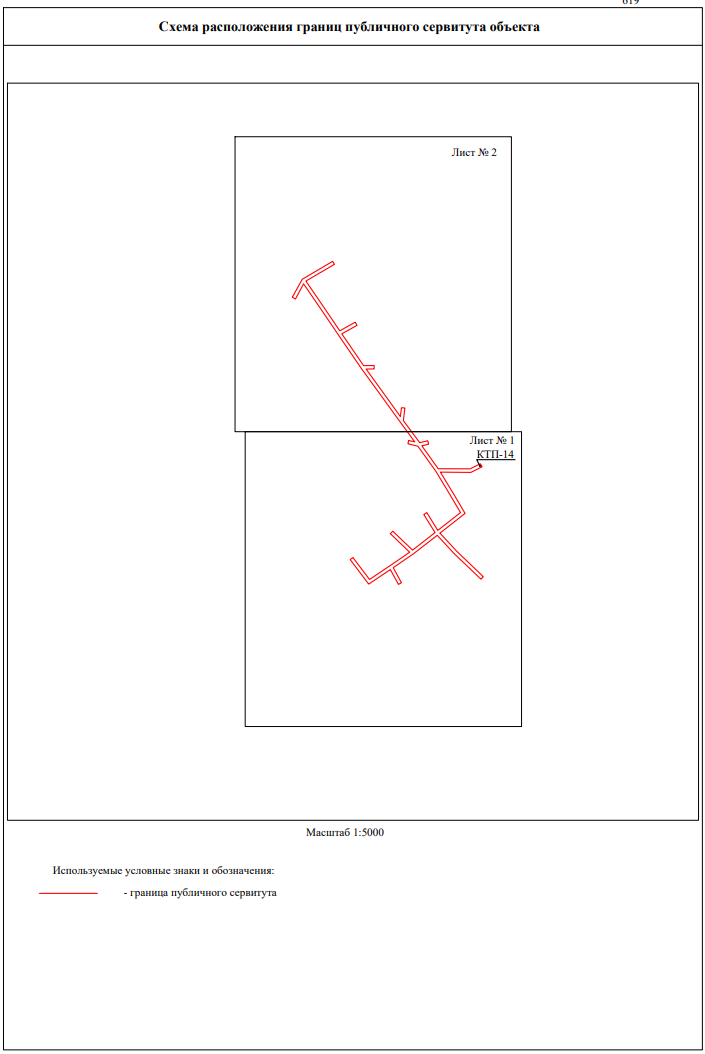 619
Схема расположения границ публичного сервитута объекта
Лист № 2
Лист № 1
КТП-14
Масштаб 1:5000
Используемые условные знаки и обозначения:
- граница публичного сервитута